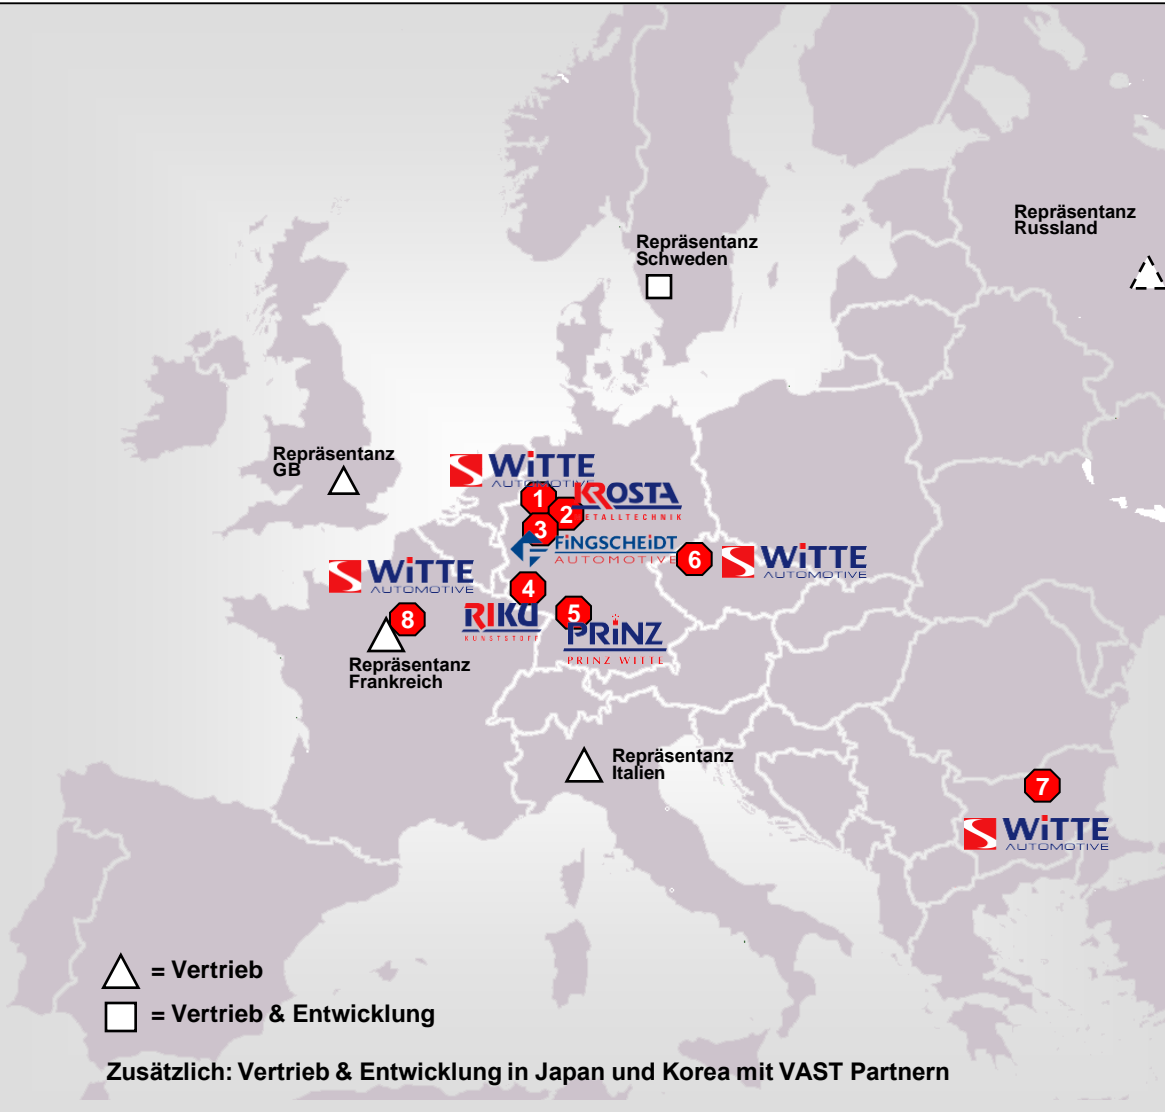 Repräsentanz
Russland
Repräsentanz
Schweden
Repräsentanz
GB
WiTTE
AUTOMOTIVE
1
KROSTA
2
ETALLTECHNIK
3
FiNGSCHEiDT
AUTOMOTIVE
6
WiTTE
AUTOMOTIVE
WiTTE
AUTOMOTIVE
4
RIKU
KUNSTSTOFF
5
PRiNZ
PRINZ WITTE
8
Repräsentanz
Frankreich
Repräsentanz
Italien
7
WiTTE
AUTOMOTIVE
= Vertrieb
= Vertrieb & Entwicklung
Zusätzlich: Vertrieb & Entwicklung in Japan und Korea mit VAST Partnern